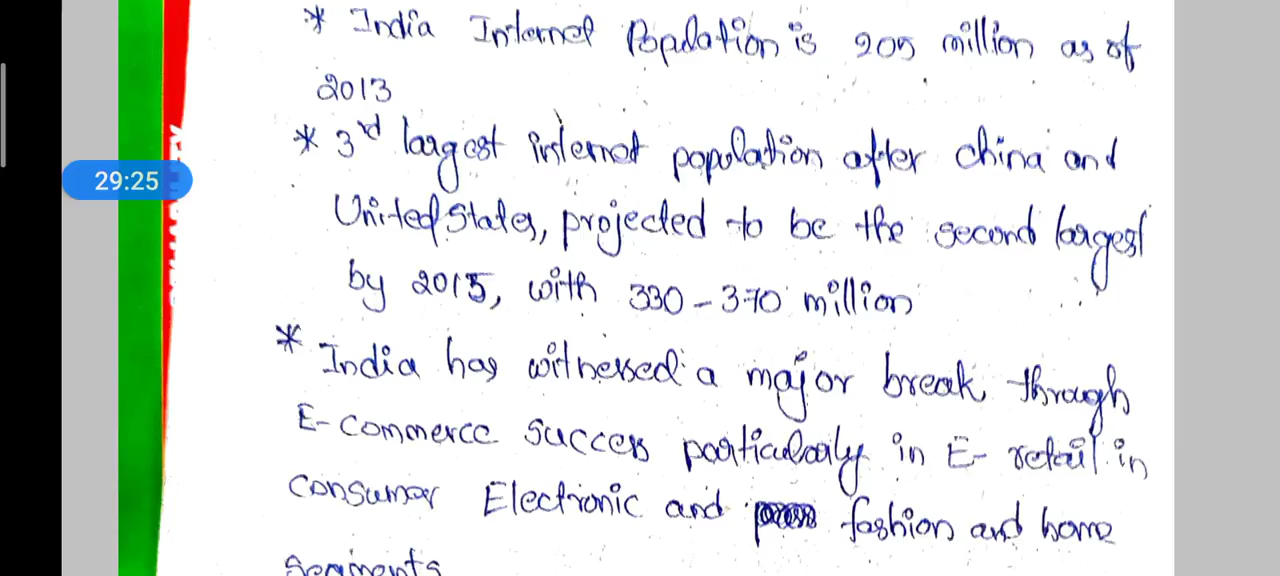 * India Internet Population is 205 million as of
2013
* 3rd largest internet population after china and
United States, projected to be the second largest
by 2015, with 330 - 370 million
* India has witnessed a major break through
E-commerce success particularly in E-retail in
consumar Electronic and fashion and home
segments
29:25